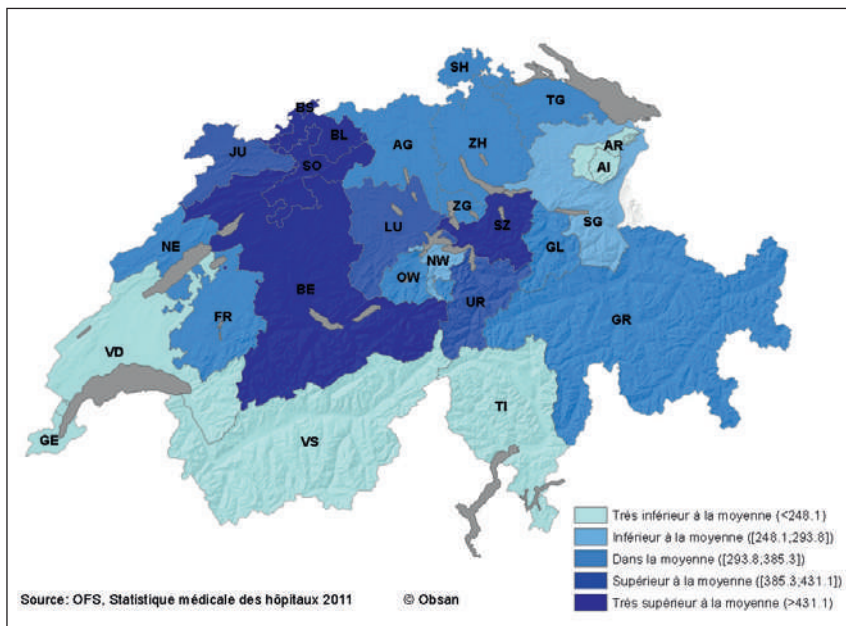 SH
BS
TG
BL
JU
AG
ZH
AR
SO
AI
ZG
SZ
LU
SG
NE
NW
GL
OW
BE
UR
FR
GR
VD
TI
GE
VS
Très inférieur à la moyenne (<248.1)
Inférieur à la moyenne ([248.1;293.8])
Dans la moyenne ([293.8;385.3])
Supérieur à la moyenne ([385.3;431.1])
Très supérieur à la moyenne (>431.1)
Source: OFS, Statistique médicale des hôpitaux 2011 © Obsan